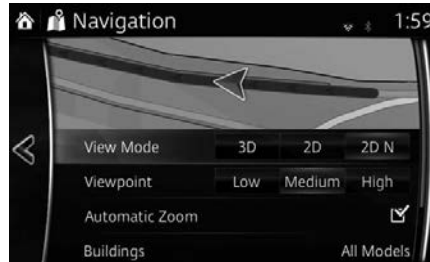 Navigation 1:59
View Mode 3D 2D 2D N
Viewpoint Low Medium High
Automatic Zoom
Buildings All Models